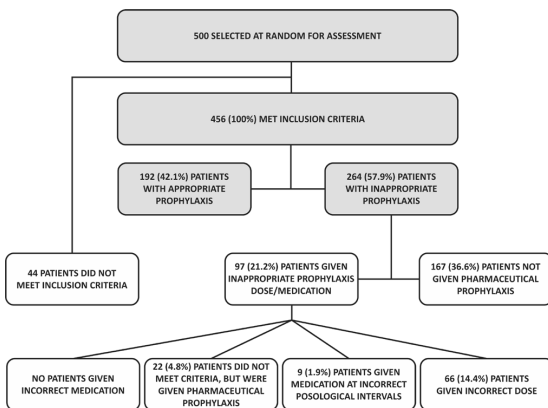 500 SELECTED AT RANDOM FOR ASSESSMENT
456 (100%) MET INCLUSION CRITERIA
192 (42.1%) PATIENTS
WITH APPROPRIATE
PROPHYLAXIS
264 (57.9%) PATIENTS
WITH INAPPROPRIATE
PROPHYLAXIS
44 PATIENTS DID NOT
MEET INCLUSION CRITERIA
97 (21.2%) PATIENTS GIVEN
INAPPROPRIATE PROPHYLAXIS
DOSE/MEDICATION
167 (36.6%) PATIENTS NOT
GIVEN PHARMACEUTICAL
PROPHYLAXIS
NO PATIENTS GIVEN
INCORRECT MEDICATION
22 (4.8%) PATIENTS DID NOT
MEET CRITERIA, BUT WERE
GIVEN PHARMACEUTICAL
PROPHYLAXIS
9 (1.9%) PATIENTS GIVEN
MEDICATION AT INCORRECT
POSOLOGICAL INTERVALS
66 (14.4%) PATIENTS
GIVEN INCORRECT DOSE